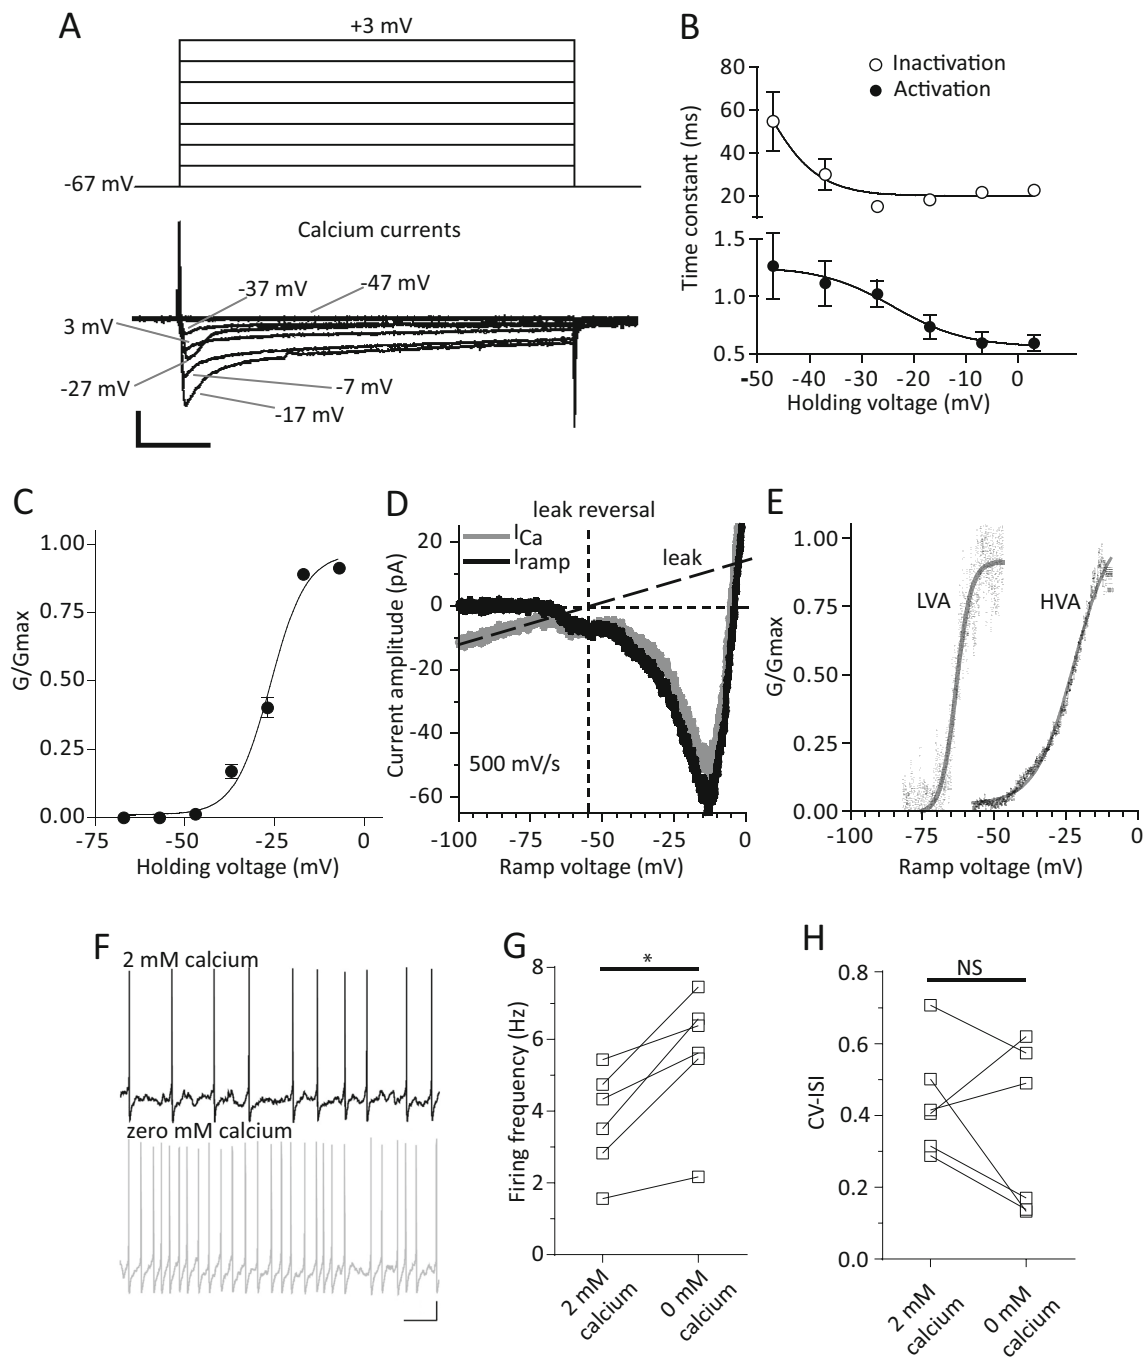 A
+3 mV
-67 mV
Calcium currents
-37 mV
-47 mV
3 mV
-27 mV
-7 mV
-17 mV
B
Inactivation
Activation
80
60
40
20
1.5
1.0
0.5
Time constant (ms)
-50 -40 -30 -20 -10 0
Holding voltage (mV)
C
1.00
0.75
0.50
0.25
0.00
G/Gmax
-75 -50 -25 0
Holding voltage (mV)
D
leak reversal
ICa
Iramp
leak
20
0
-20
-40
-60
Current amplitude (pA)
500 mV/s
-100 -75 -50 -25 0
Ramp voltage (mV)
E
1.00
0.75
0.50
0.25
0.00
G/Gmax
LVA
HVA
-100 -75 -50 -25 0
Ramp voltage (mV)
F
2 mM calcium
zero mM calcium
G
*
8
6
4
2
0
Firing frequency (Hz)
2 mM
calcium
0 mM
calcium
H
NS
0.8
0.6
0.4
0.2
0.0
CV-ISI
2 mM
calcium
0 mM
calcium